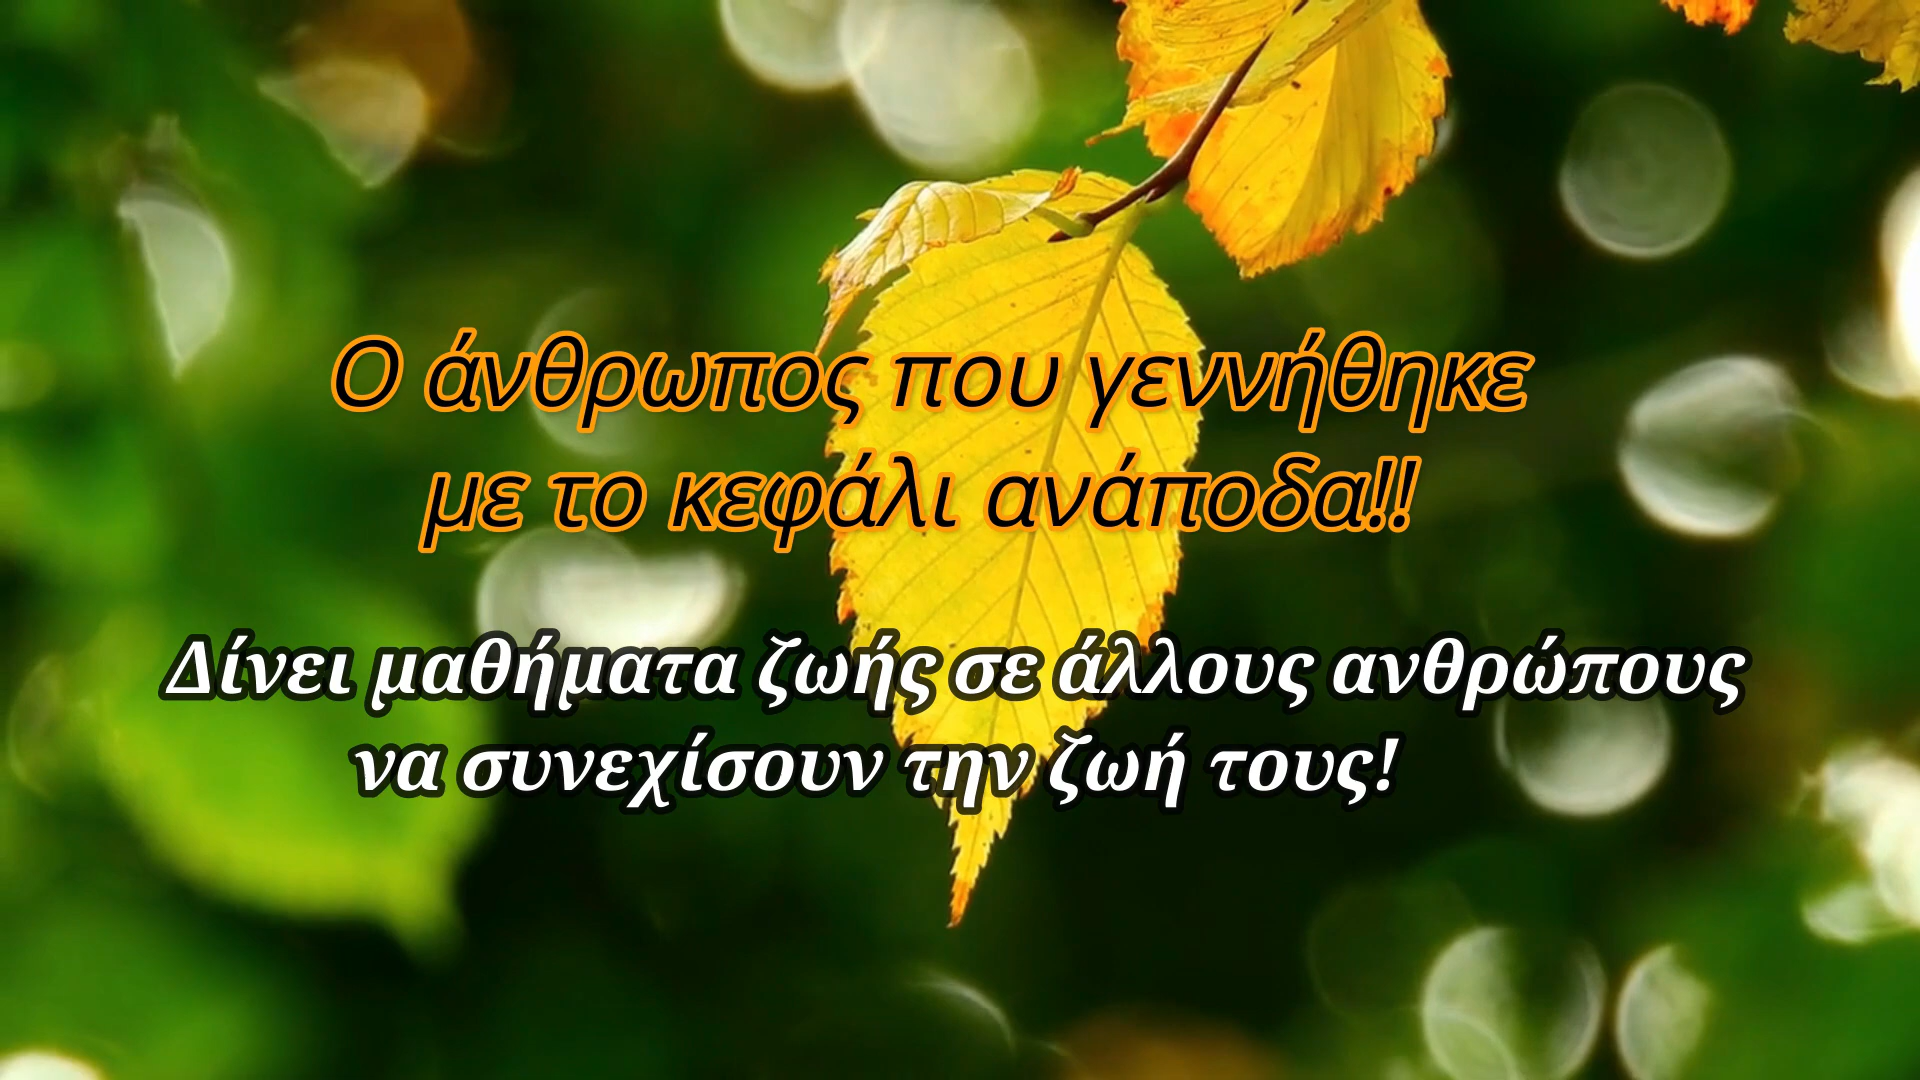 Ο άνθρωπος που γεννήθηκε
με το κεφάλι ανάποδα!!
Δίνει μαθήματα ζωής σε άλλους ανθρώπους
να συνεχίσουν την ζωή τους!